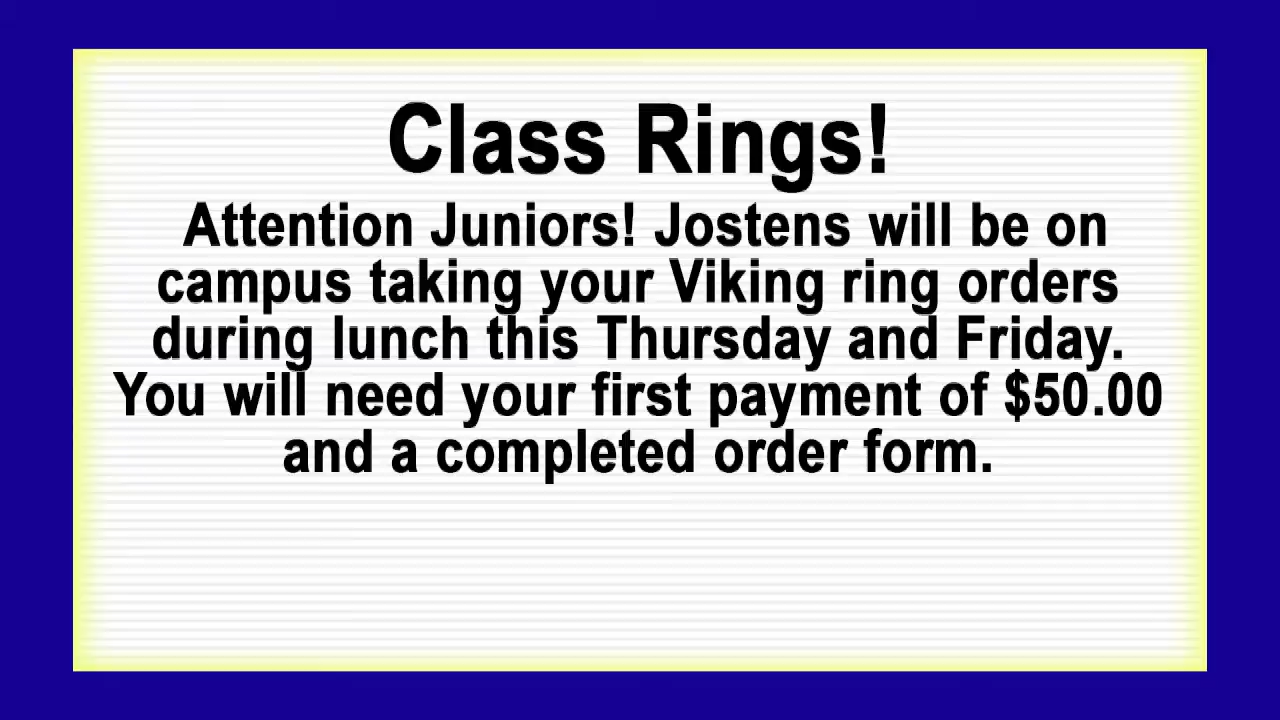 Class Rings!
Attention Juniors! Jostens will be on
campus taking your Viking ring orders
during lunch this Thursday and Friday.
You will need your first payment of $50.00
and a completed order form.